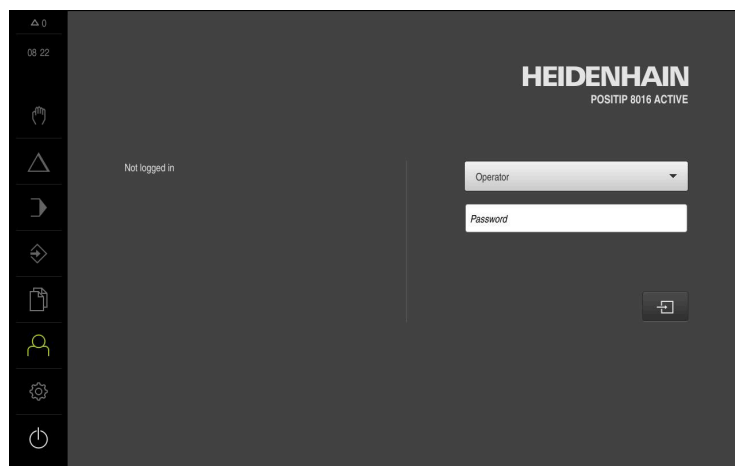 0
08 22
HEIDENHAIN
POSITIP 8016 ACTIVE
Not logged in
Operator
Password